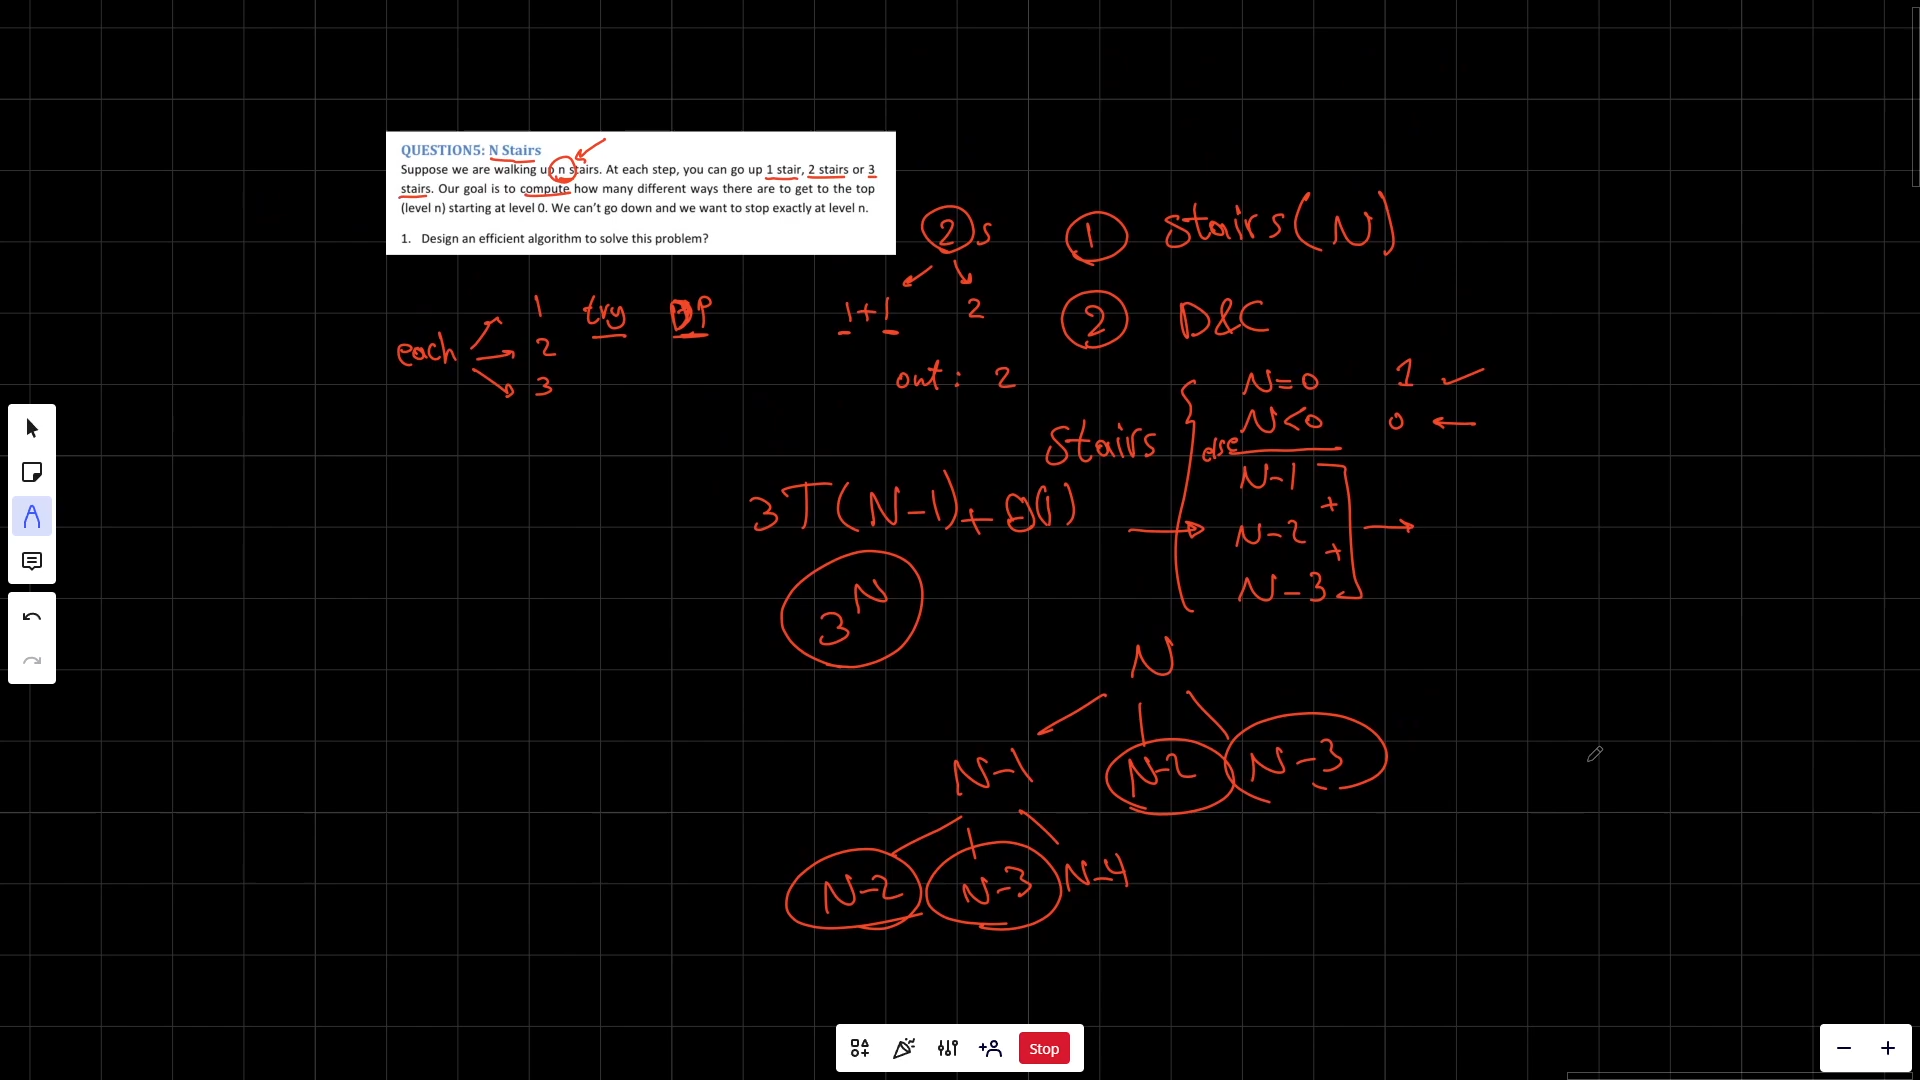 QUESTION5: N Stairs
Suppose we are walking up n stairs. At each step, you can go up 1 stair, 2 stairs or 3
stairs. Our goal is to compute how many different ways there are to get to the top
(level n) starting at level 0. We can't go down and we want to stop exactly at level n.
1. Design an efficient algorithm to solve this problem?
each
1
2
3
try DP
2 s
1+1 2
out: 2
1 Stairs(N)
2 D&C
Stairs
N=0 1
N<0 0
else
N-1
+
N-2
+
N-3
3T(N-1)+θ(1)
3^N
N
N-1 N-2 N-3
N-2 N-3 N-4
Stop